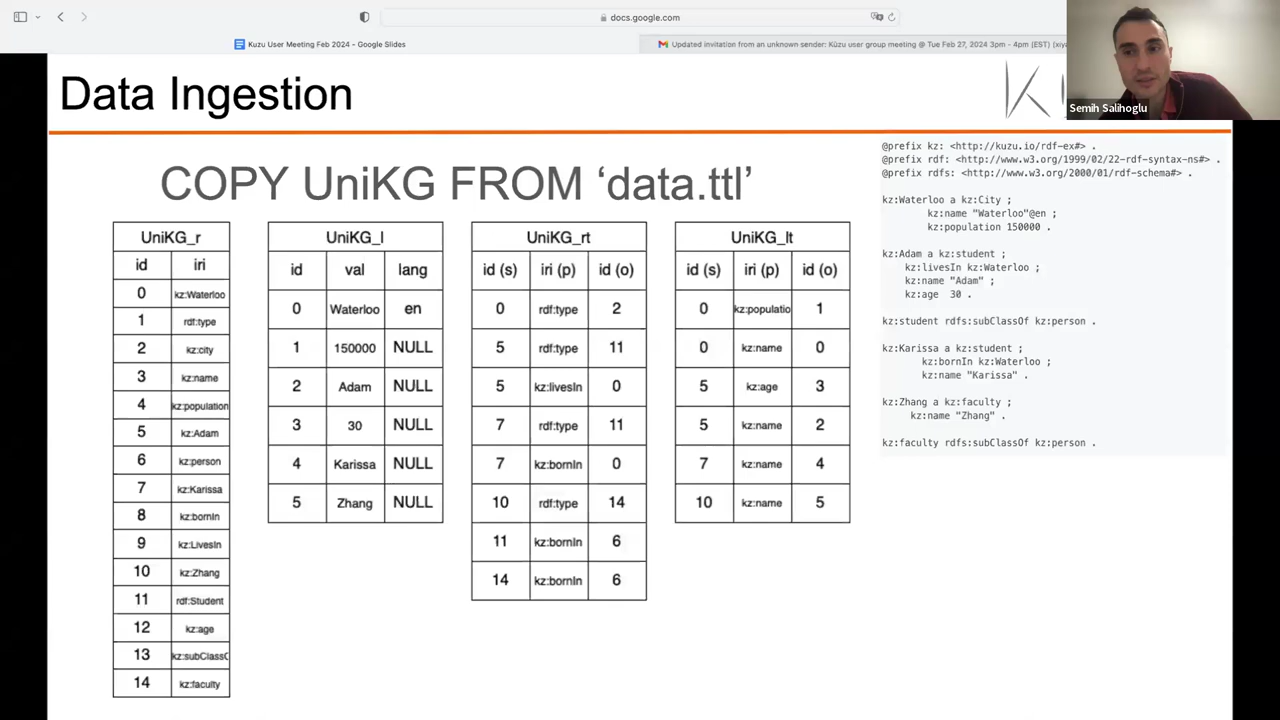 docs.google.com
Kuzu User Meeting Feb 2024 - Google Slides
Updated invitation from an unknown sender: Kùzu user group meeting @ Tue Feb 27, 2024 3pm - 4pm (EST) (xiy
Data Ingestion
Semih Salihoglu
COPY UniKG FROM ‘data.ttl’
UniKG_r
id iri
0 kz:Waterloo
1 rdf:type
2 kz:city
3 kz:name
4 kz:population
5 kz:Adam
6 kz:person
7 kz:Karissa
8 kz:bornIn
9 kz:LivesIn
10 kz:Zhang
11 rdf:Student
12 kz:age
13 kz:subClassC
14 kz:faculty
UniKG_l
id val lang
0 Waterloo en
1 150000 NULL
2 Adam NULL
3 30 NULL
4 Karissa NULL
5 Zhang NULL
UniKG_rt
id (s) iri (p) id (o)
0 rdf:type 2
5 rdf:type 11
5 kz:livesIn 0
7 rdf:type 11
7 kz:bornIn 0
10 rdf:type 14
11 kz:bornIn 6
14 kz:bornIn 6
UniKG_lt
id (s) iri (p) id (o)
0 kz:populatio 1
0 kz:name 0
5 kz:age 3
5 kz:name 2
7 kz:name 4
10 kz:name 5
@prefix kz: <http://kuzu.io/rdf-ex#> .
@prefix rdf: <http://www.w3.org/1999/02/22-rdf-syntax-ns#> .
@prefix rdfs: <http://www.w3.org/2000/01/rdf-schema#> .
kz:Waterloo a kz:City ;
kz:name "Waterloo"@en ;
kz:population 150000 .
kz:Adam a kz:student ;
kz:livesIn kz:Waterloo ;
kz:name "Adam" ;
kz:age 30 .
kz:student rdfs:subClassOf kz:person .
kz:Karissa a kz:student ;
kz:bornIn kz:Waterloo ;
kz:name "Karissa" .
kz:Zhang a kz:faculty ;
kz:name "Zhang" .
kz:faculty rdfs:subClassOf kz:person .